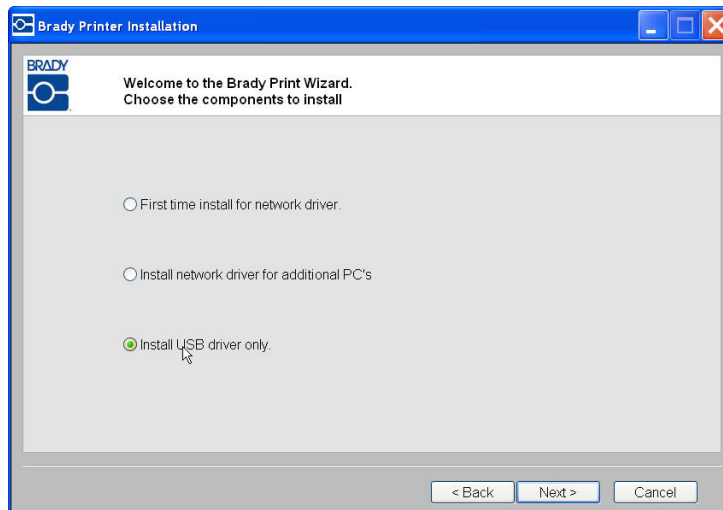 Brady Printer Installation
BRADY
Welcome to the Brady Print Wizard.
Choose the components to install
First time install for network driver.
Install network driver for additional PC's
Install USB driver only.
< Back
Next >
Cancel